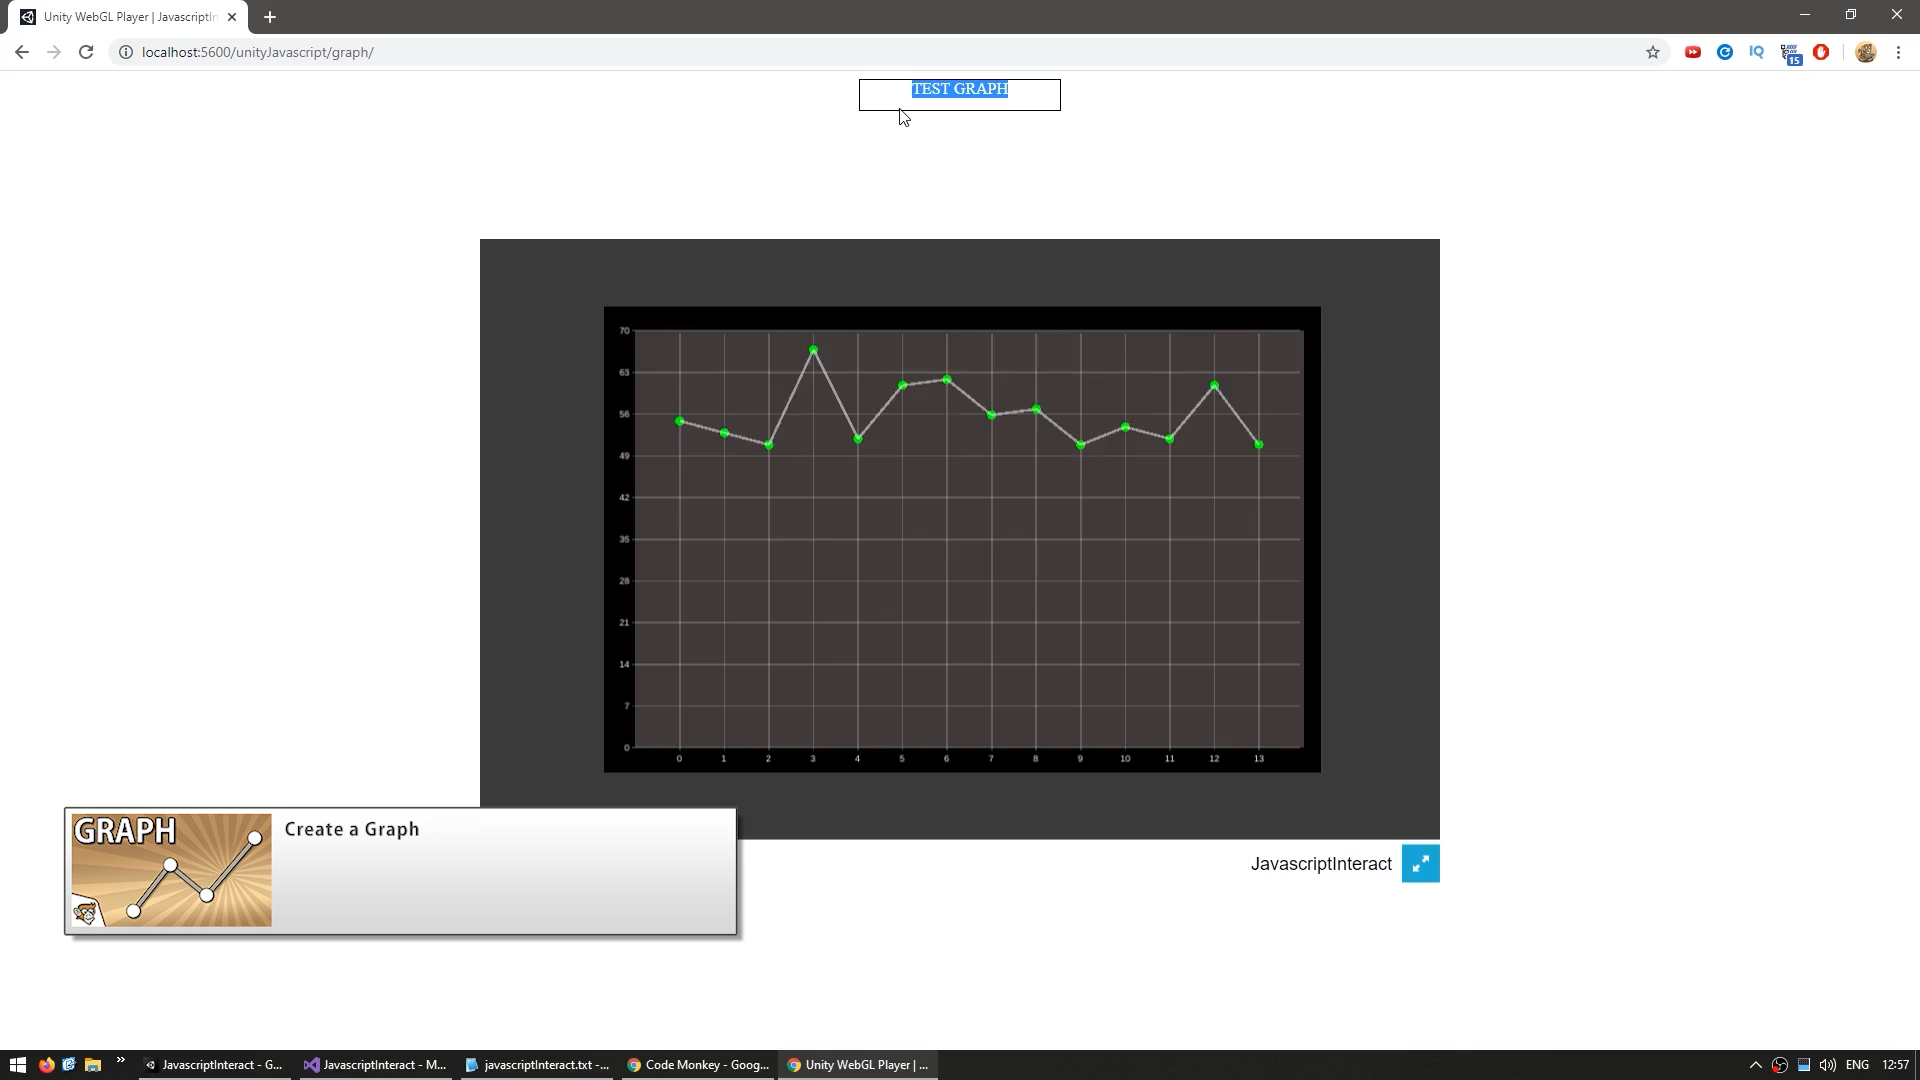 Unity WebGL Player | JavascriptIn
localhost:5600/unityJavascript/graph/
IQ
15
TEST GRAPH
70
63
56
49
42
35
28
21
14
7
0
0 1 2 3 4 5 6 7 8 9 10 11 12 13
GRAPH
Create a Graph
JavascriptInteract
JavascriptInteract - G...
JavascriptInteract - M...
javascriptInteract.txt -...
Code Monkey - Goog...
Unity WebGL Player | ...
ENG
12:57